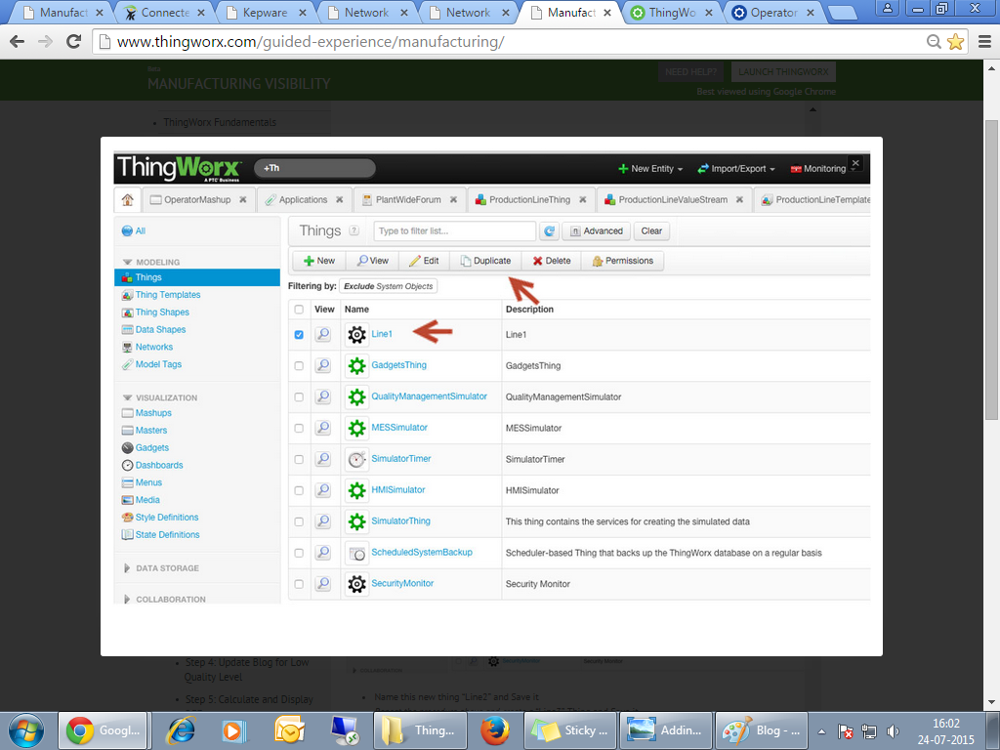 Manufact
Connecte
Kepware
Network
Network
Manufact
ThingWo
Operator
www.thingworx.com/guided-experience/manufacturing/
Beta
MANUFACTURING VISIBILITY
NEED HELP?
LAUNCH THINGWORX
Best viewed using Google Chrome
ThingWorx Fundamentals
ThingWorx
A PTC Business
+Th
New Entity
Import/Export
Monitoring
OperatorMashup
Applications
PlantWideForum
ProductionLineThing
ProductionLineValueStream
ProductionLineTemplate
All
MODELING
Things
Thing Templates
Thing Shapes
Data Shapes
Networks
Model Tags
VISUALIZATION
Mashups
Masters
Gadgets
Dashboards
Menus
Media
Style Definitions
State Definitions
DATA STORAGE
COLLABORATION
Things ?
Type to filter list...
Advanced
Clear
New
View
Edit
Duplicate
Delete
Permissions
Filtering by: Exclude System Objects
View Name Description
Line1 Line1
GadgetsThing GadgetsThing
QualityManagementSimulator QualityManagementSimulator
MESSimulator MESSimulator
SimulatorTimer SimulatorTimer
HMISimulator HMISimulator
SimulatorThing This thing contains the services for creating the simulated data
ScheduledSystemBackup Scheduler-based Thing that backs up the ThingWorx database on a regular basis
SecurityMonitor Security Monitor
Step 4: Update Blog for Low
Quality Level
Step 5: Calculate and Display
Name this new thing "Line2" and Save it
Googl...
Thing...
Sticky ...
Addin...
Blog - ...
16:02
24-07-2015